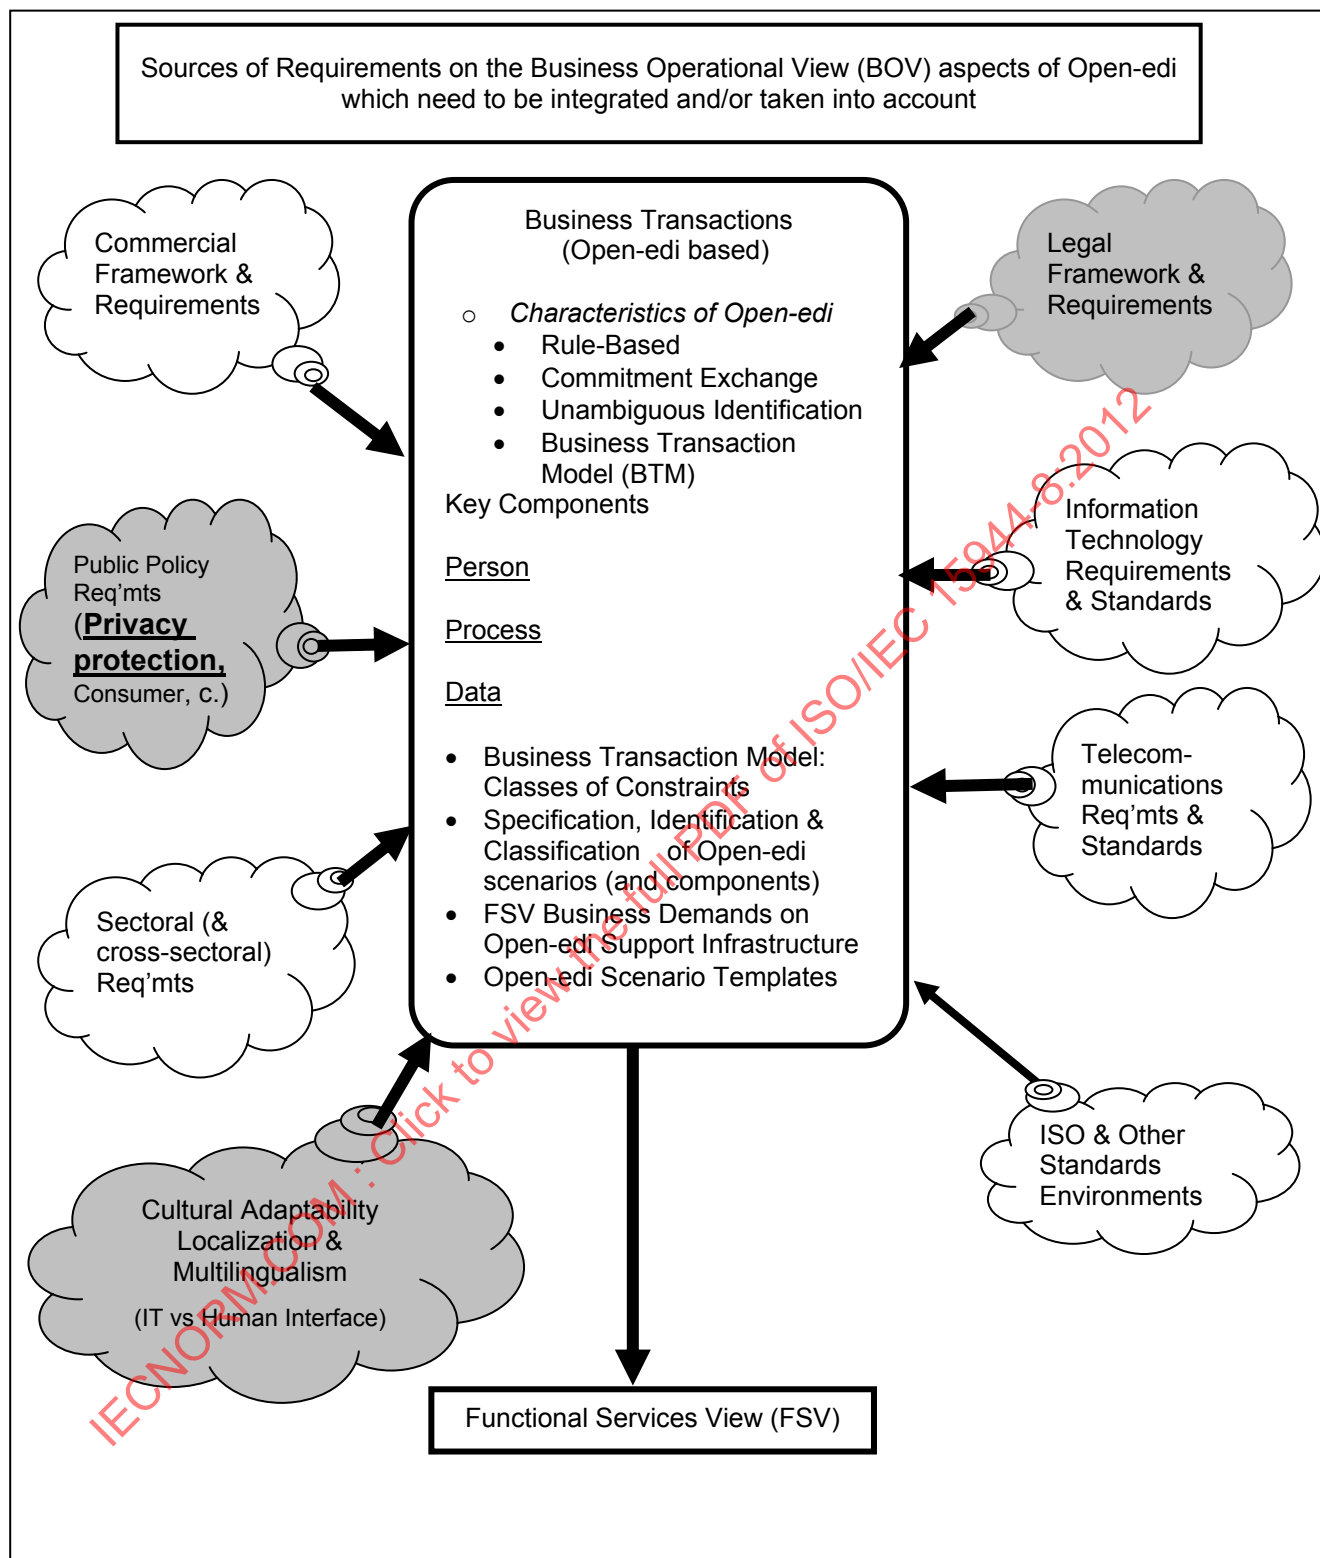 Sources of Requirements on the Business Operational View (BOV) aspects of Open-edi
which need to be integrated and/or taken into account
Commercial
Framework &
Requirements
Public Policy
Req'mts
(Privacy
protection,
Consumer, c.)
Sectoral (&
cross-sectoral)
Req'mts
Cultural Adaptability
Localization &
Multilingualism
(IT vs Human Interface)
Business Transactions
(Open-edi based)
○ Characteristics of Open-edi
• Rule-Based
• Commitment Exchange
• Unambiguous Identification
• Business Transaction
Model (BTM)
Key Components
Person
Process
Data
• Business Transaction Model:
Classes of Constraints
• Specification, Identification &
Classification of Open-edi
scenarios (and components)
• FSV Business Demands on
Open-edi Support Infrastructure
• Open-edi Scenario Templates
Legal
Framework &
Requirements
Information
Technology
Requirements
& Standards
Telecom-
munications
Req'mts &
Standards
ISO & Other
Standards
Environments
Functional Services View (FSV)
IECNORM.COM : Click to view the full PDF of ISO/IEC 15944-8:2012